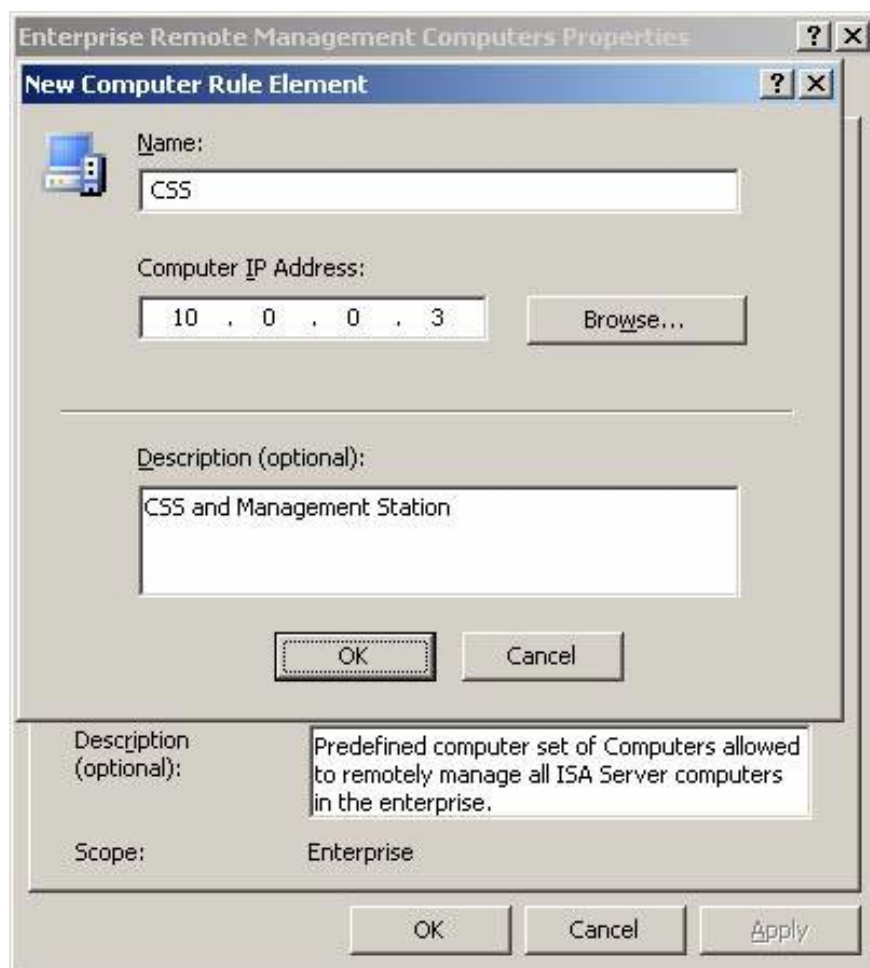 Enterprise Remote Management Computers Properties
New Computer Rule Element
Name:
CSS
Computer IP Address:
10 . 0 . 0 . 3
Browse...
Description (optional):
CSS and Management Station
OK
Cancel
Description
(optional):
Predefined computer set of Computers allowed
to remotely manage all ISA Server computers
in the enterprise.
Scope:
Enterprise
OK
Cancel
Apply